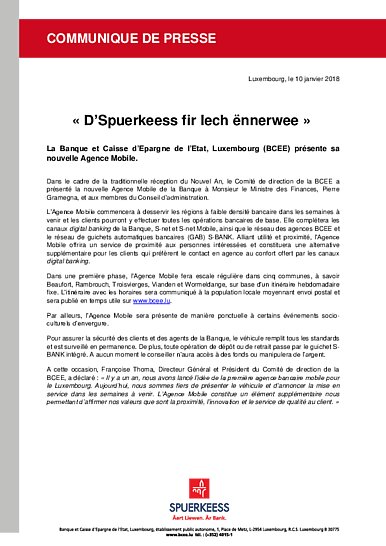 COMMUNIQUE DE PRESSE
Luxembourg, le 10 janvier 2018
« D'Spuerkeess fir Iech ënnerwee »
La Banque et Caisse d'Epargne de l'Etat, Luxembourg (BCEE) présente sa
nouvelle Agence Mobile.
Dans le cadre de la traditionnelle réception du Nouvel An, le Comité de direction de la BCEE a
présenté la nouvelle Agence Mobile de la Banque à Monsieur le Ministre des Finances, Pierre
Gramegna, et aux membres du Conseil d'administration.
L'Agence Mobile commencera à desservir les régions à faible densité bancaire dans les semaines à
venir et les clients pourront y effectuer toutes les opérations bancaires de base. Elle complétera les
canaux digital banking de la Banque, S-net et S-net Mobile, ainsi que le réseau des agences BCEE et
le réseau de guichets automatiques bancaires (GAB) S-BANK. Alliant utilité et proximité, l'Agence
Mobile offrira un service de proximité aux personnes intéressées et constituera une alternative
supplémentaire pour les clients qui préfèrent le contact en agence au confort offert par les canaux
digital banking.
Dans une première phase, l'Agence Mobile fera escale régulière dans cinq communes, à savoir
Beaufort, Rambrouch, Troisvierges, Vianden et Wormeldange, sur base d'un itinéraire hebdomadaire
fixe. L'itinéraire avec les horaires sera communiqué à la population locale moyennant envoi postal et
sera publié en temps utile sur www.bcee.lu.
Par ailleurs, l'Agence Mobile sera présente de manière ponctuelle à certains événements socio-
culturels d'envergure.
Pour assurer la sécurité des clients et des agents de la Banque, le véhicule remplit tous les standards
et est surveillé en permanence. De plus, toute opération de dépôt ou de retrait passe par le guichet S-
BANK intégré. A aucun moment le conseiller n'aura accès à des fonds ou manipulera de l'argent.
A cette occasion, Françoise Thoma, Directeur Général et Président du Comité de direction de la
BCEE, a déclaré : « Il y a un an, nous avons lancé l'idée de la première agence bancaire mobile pour
le Luxembourg. Aujourd'hui, nous sommes fiers de présenter le véhicule et d'annoncer la mise en
service dans les semaines à venir. L'Agence Mobile constitue un élément supplémentaire nous
permettant d'affirmer nos valeurs que sont la proximité, l'innovation et le service de qualité au client. »
SPUERKEESS
Äert Liewen. Är Bank.
Banque et Caisse d'Epargne de l'Etat, Luxembourg, établissement public autonome, 1, Place de Metz, L-2954 Luxembourg, R.C.S. Luxembourg B 30775
www.bcee.lu tél. : (+352) 4015-1